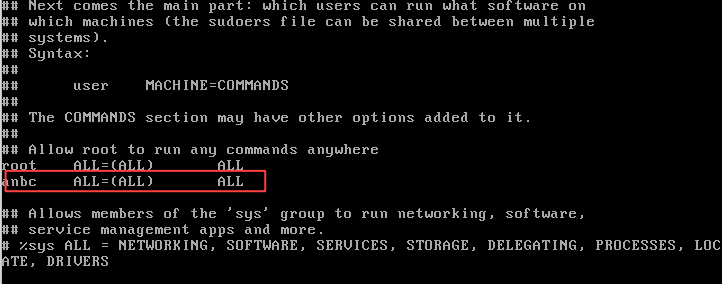 ## Next comes the main part: which users can run what software on
## which machines (the sudoers file can be shared between multiple
## systems).
## Syntax:
##
##      user    MACHINE=COMMANDS
##
## The COMMANDS section may have other options added to it.
##
## Allow root to run any commands anywhere
root    ALL=(ALL)       ALL
anbc    ALL=(ALL)       ALL
## Allows members of the 'sys' group to run networking, software,
## service management apps and more.
# %sys ALL = NETWORKING, SOFTWARE, SERVICES, STORAGE, DELEGATING, PROCESSES, LOC
ATE, DRIVERS